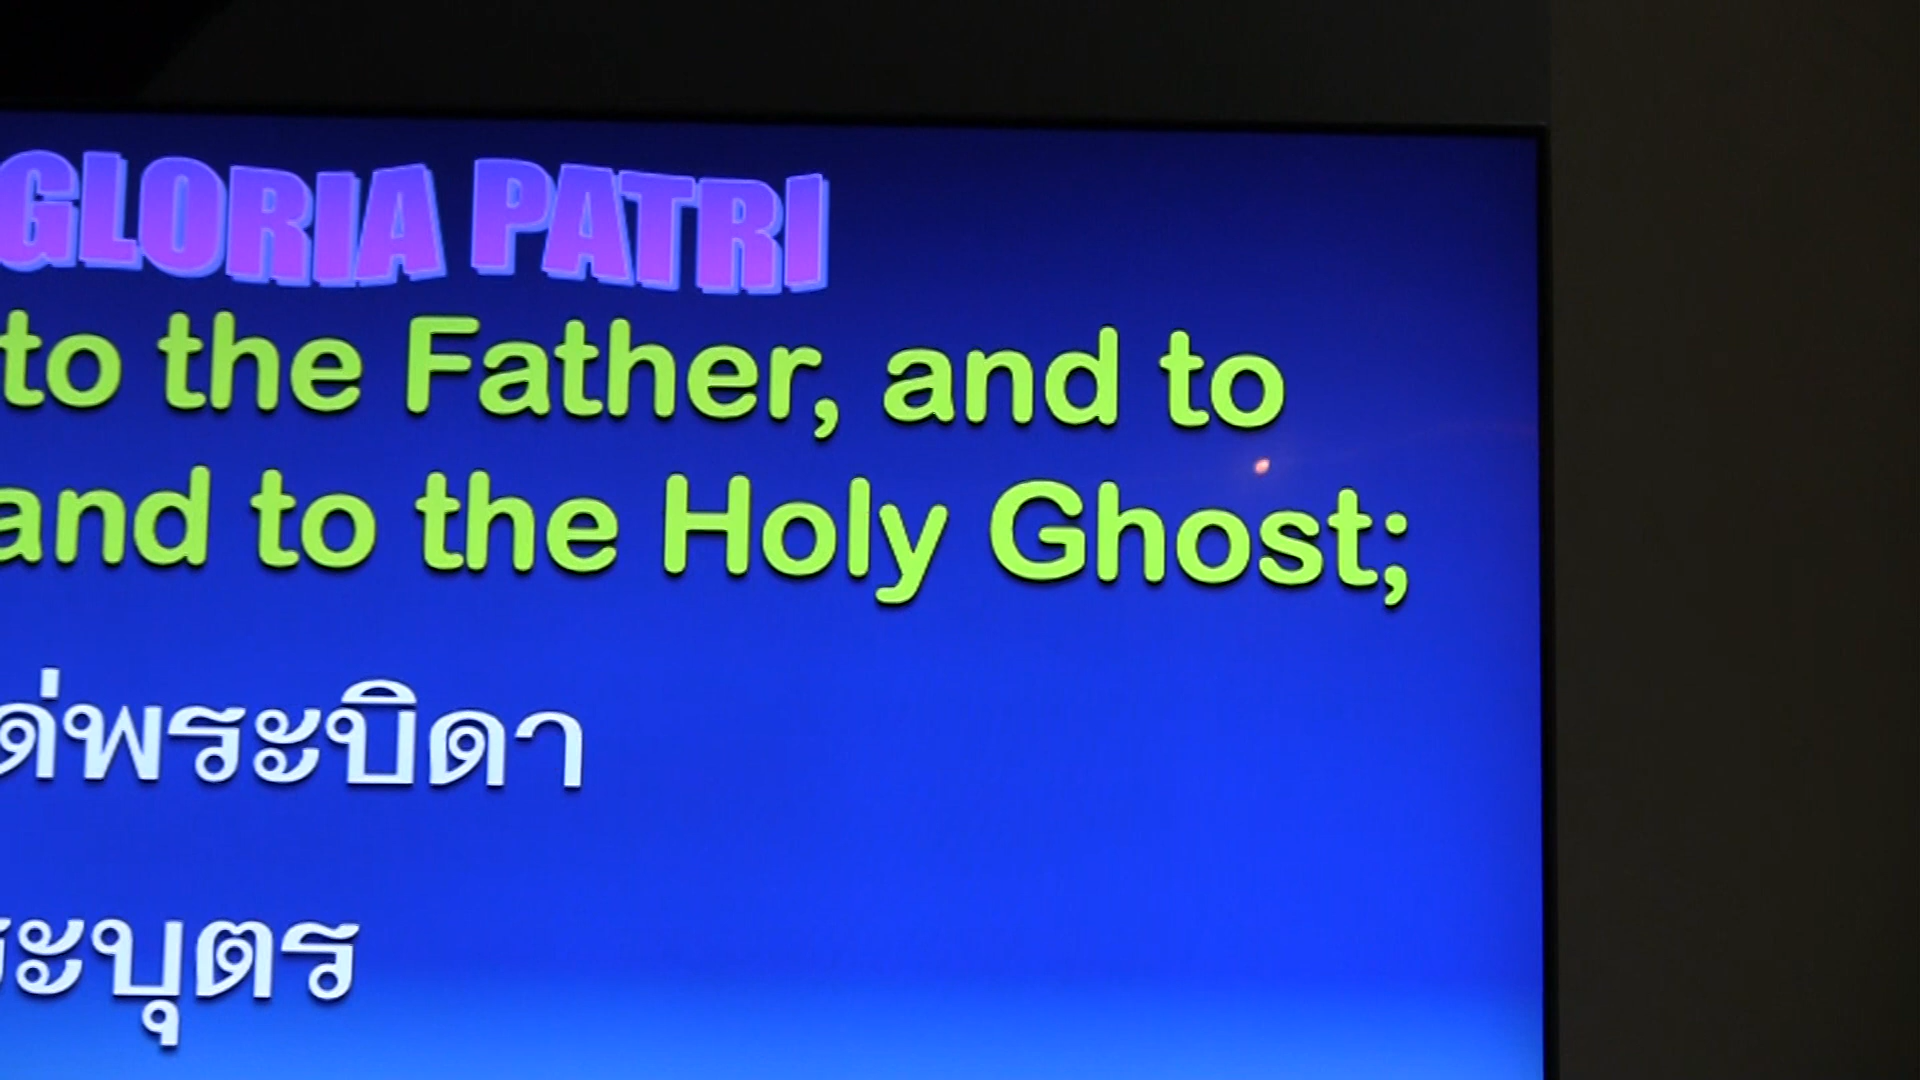 GLORIA PATRI
to the Father, and to
and to the Holy Ghost;
ด่พระบิดา
ระบุตร